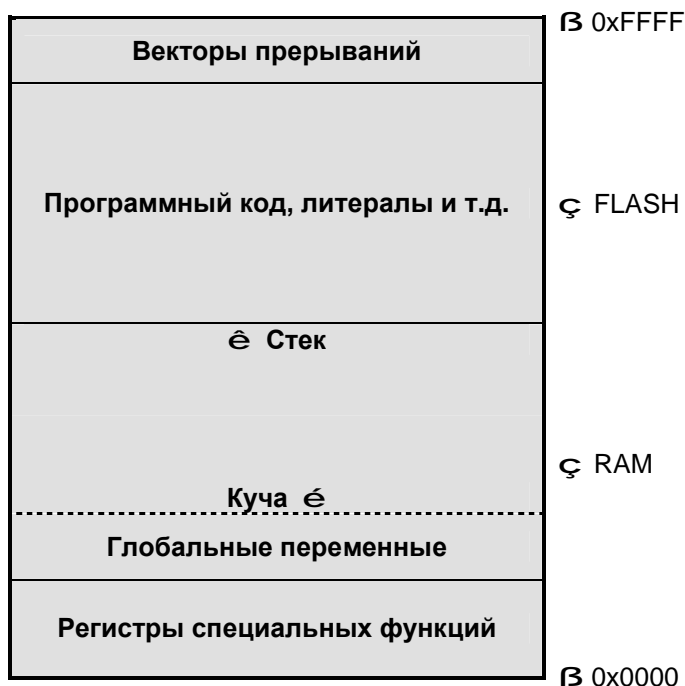 ß 0xFFFF
Векторы прерываний
Программный код, литералы и т.д.
ç FLASH
ê Стек
ç RAM
Куча é
Глобальные переменные
Регистры специальных функций
ß 0x0000